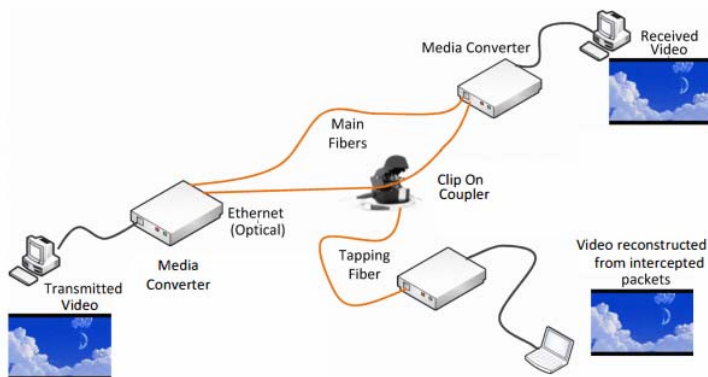 Media Converter
Received
Video
Main
Fibers
Clip On
Coupler
Ethernet
(Optical)
Media
Converter
Tapping
Fiber
Transmitted
Video
Video reconstructed
from intercepted
packets